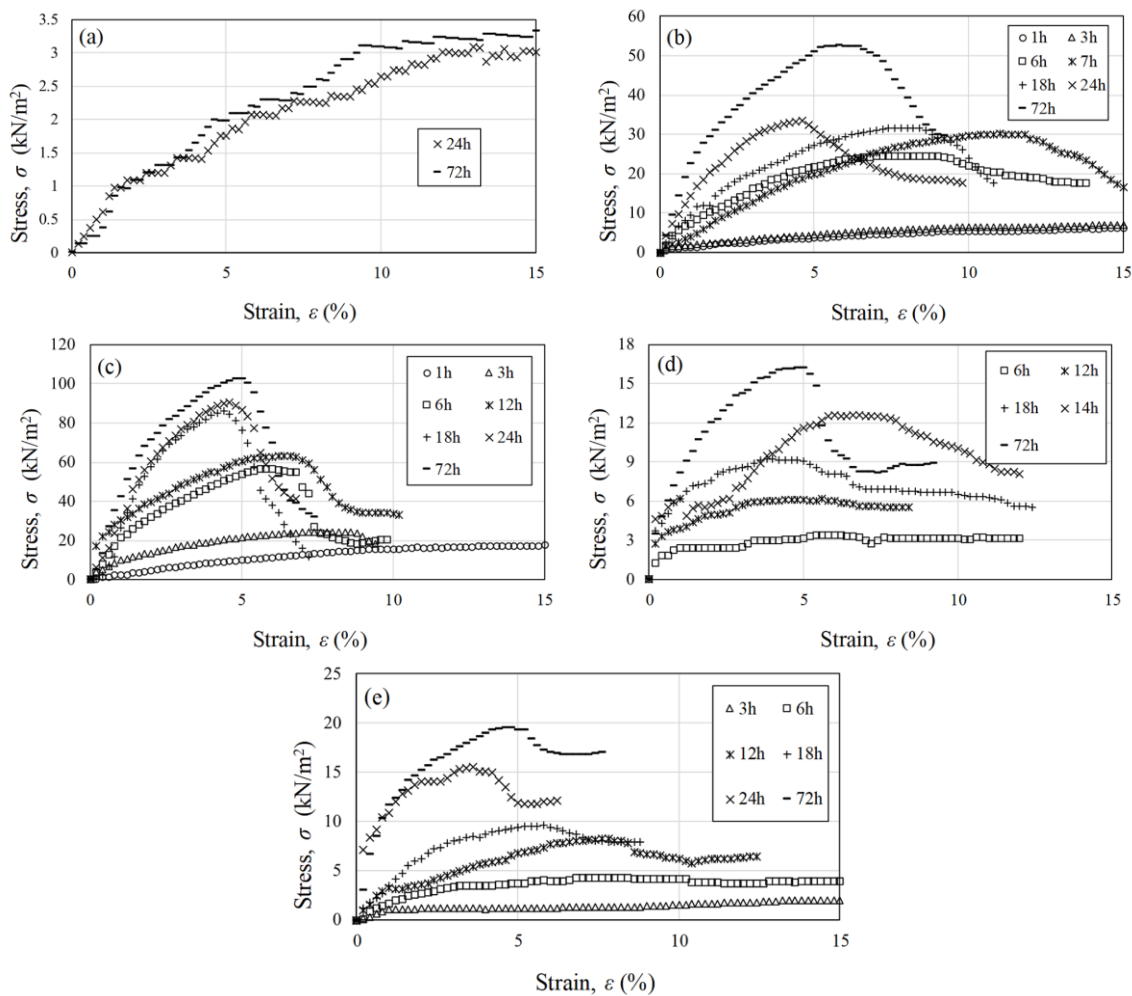 (a)
3.5
3
2.5
2
1.5
1
0.5
0
Stress, σ (kN/m²)
24h
72h
0 5 10 15
Strain, ε (%)
(b)
60
50
40
30
20
10
0
Stress, σ (kN/m²)
1h 3h
6h 7h
18h 24h
72h
0 5 10 15
Strain, ε (%)
(c)
120
100
80
60
40
20
0
Stress, σ (kN/m²)
1h 3h
6h 12h
18h 24h
72h
0 5 10 15
Strain, ε (%)
(d)
18
15
12
9
6
3
0
Stress, σ (kN/m²)
6h 12h
18h 14h
72h
0 5 10 15
Strain, ε (%)
(e)
25
20
15
10
5
0
Stress, σ (kN/m²)
3h 6h
12h 18h
24h 72h
0 5 10 15
Strain, ε (%)